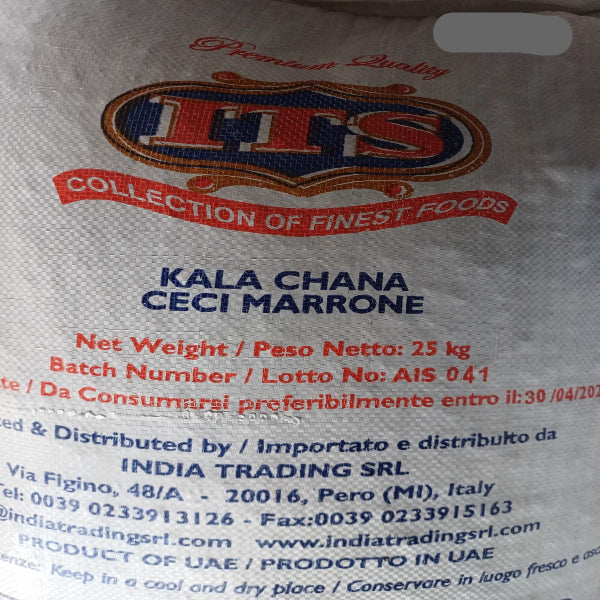 Premium Quality
ITS
COLLECTION OF FINEST FOODS
KALA CHANA
CECI MARRONE
Net Weight / Peso Netto: 25 kg
Batch Number / Lotto No: AIS 041
/ Da Consumarsi preferibilmente entro il: 30 /04/
& Distributed by / Importato e distribuito da
INDIA TRADING SRL
Via Figino, 48/A - 20016, Pero (MI), Italy
Tel: 0039 0233913126 - Fax:0039 0233915163
@indiatradingsrl.com www.indiatradingsrl.com
PRODUCT OF UAE / PRODOTTO IN UAE
Keep in a cool and dry place / Conservare in luogo fresco e